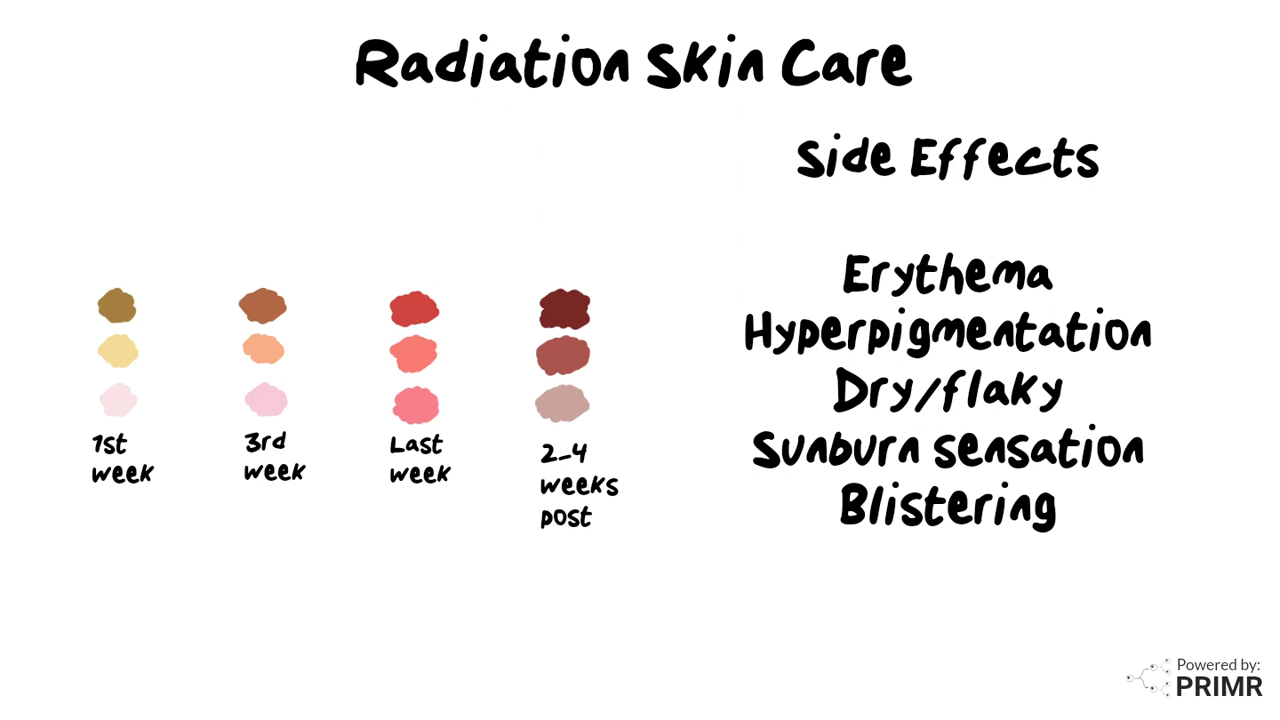 Radiation Skin Care
Side Effects
Erythema
Hyperpigmentation
Dry/flaky
Sunburn sensation
Blistering
1st
week
3rd
week
Last
week
2-4
weeks
post
Powered by:
PRIMR